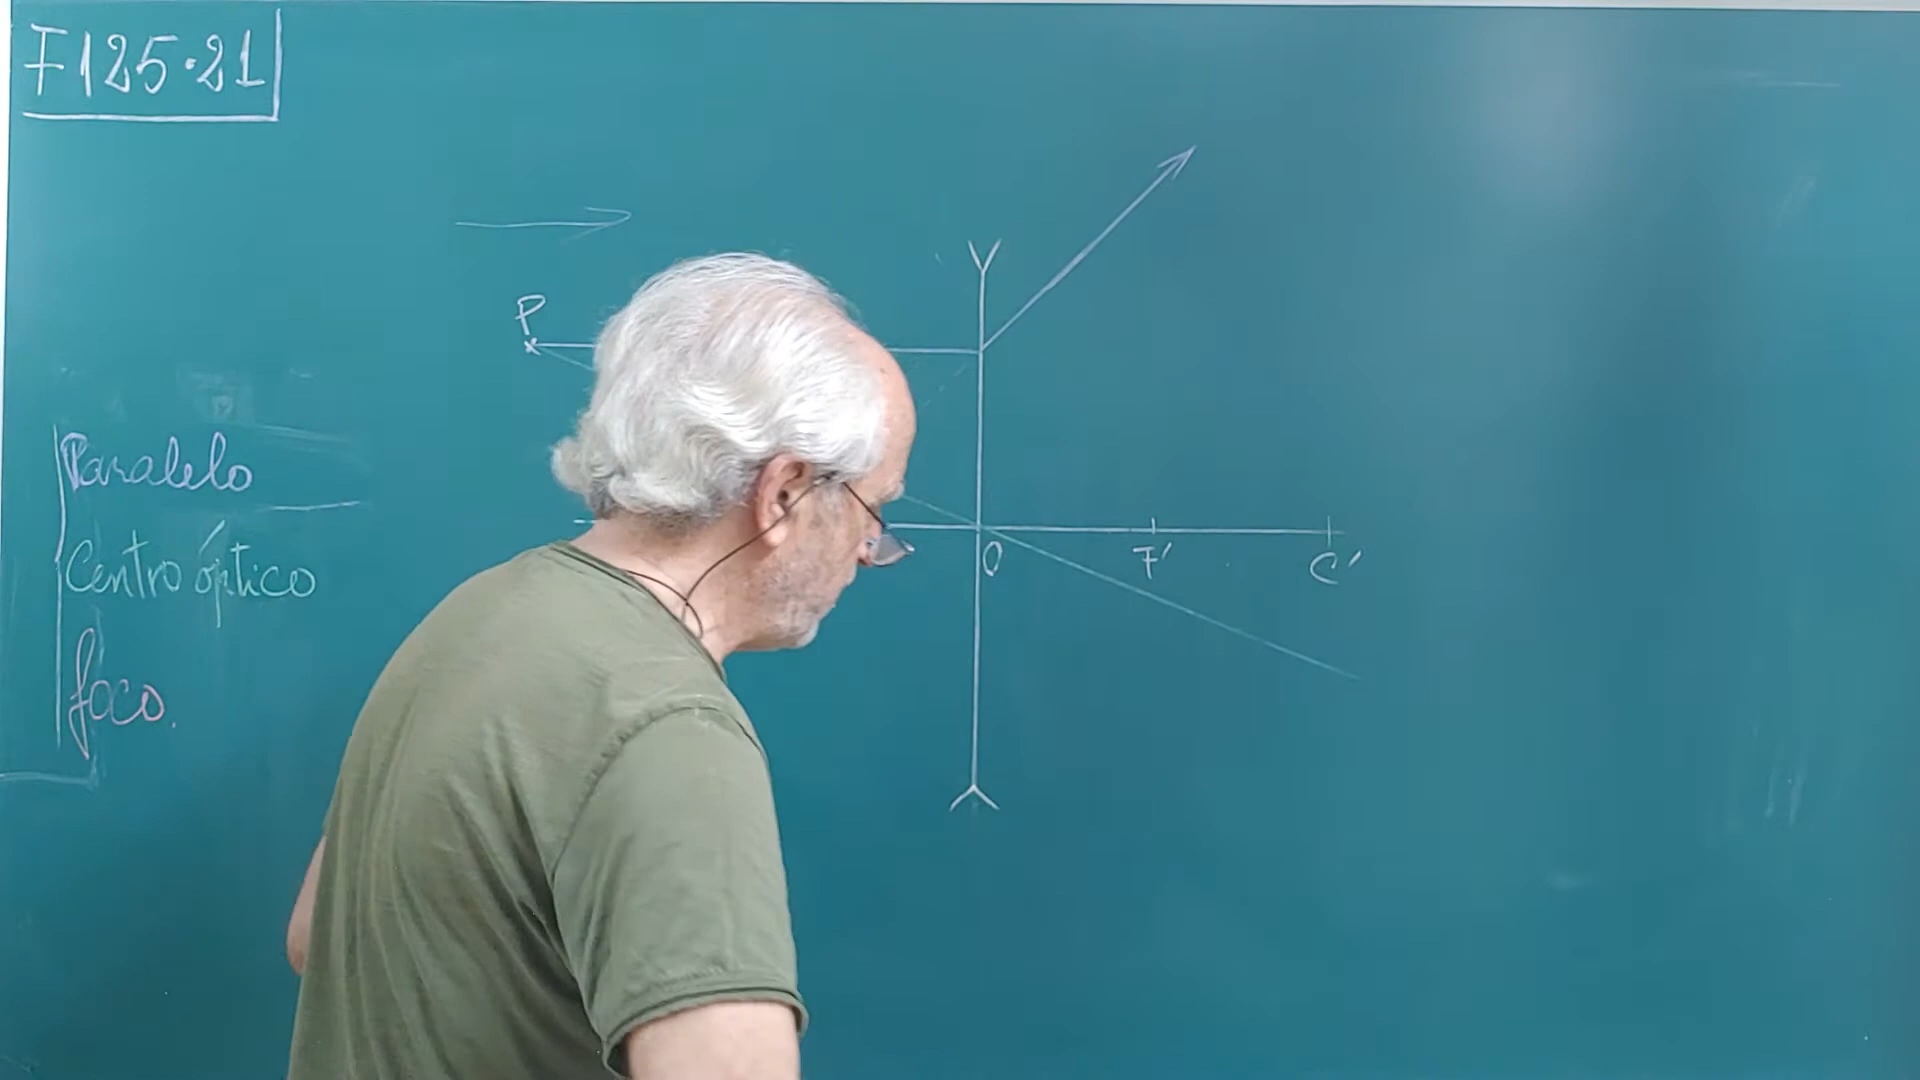 F125.21
P
Paralelo
Centro óptico
foco.
O
F'
C'